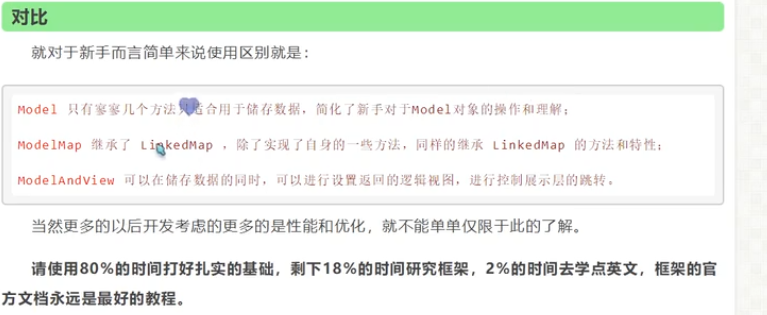 对比
就对于新手而言简单来说使用区别就是：
Model 只有寥寥几个方法只适合用于储存数据，简化了新手对于Model对象的操作和理解；
ModelMap 继承了 LinkedMap ，除了实现了自身的一些方法，同样的继承 LinkedMap 的方法和特性；
ModelAndView 可以在储存数据的同时，可以进行设置返回的逻辑视图，进行控制展示层的跳转。
当然更多的以后开发考虑的更多的是性能和优化，就不能单单仅限于此的了解。
请使用80%的时间打好扎实的基础，剩下18%的时间研究框架，2%的时间去学点英文，框架的官
方文档永远是最好的教程。